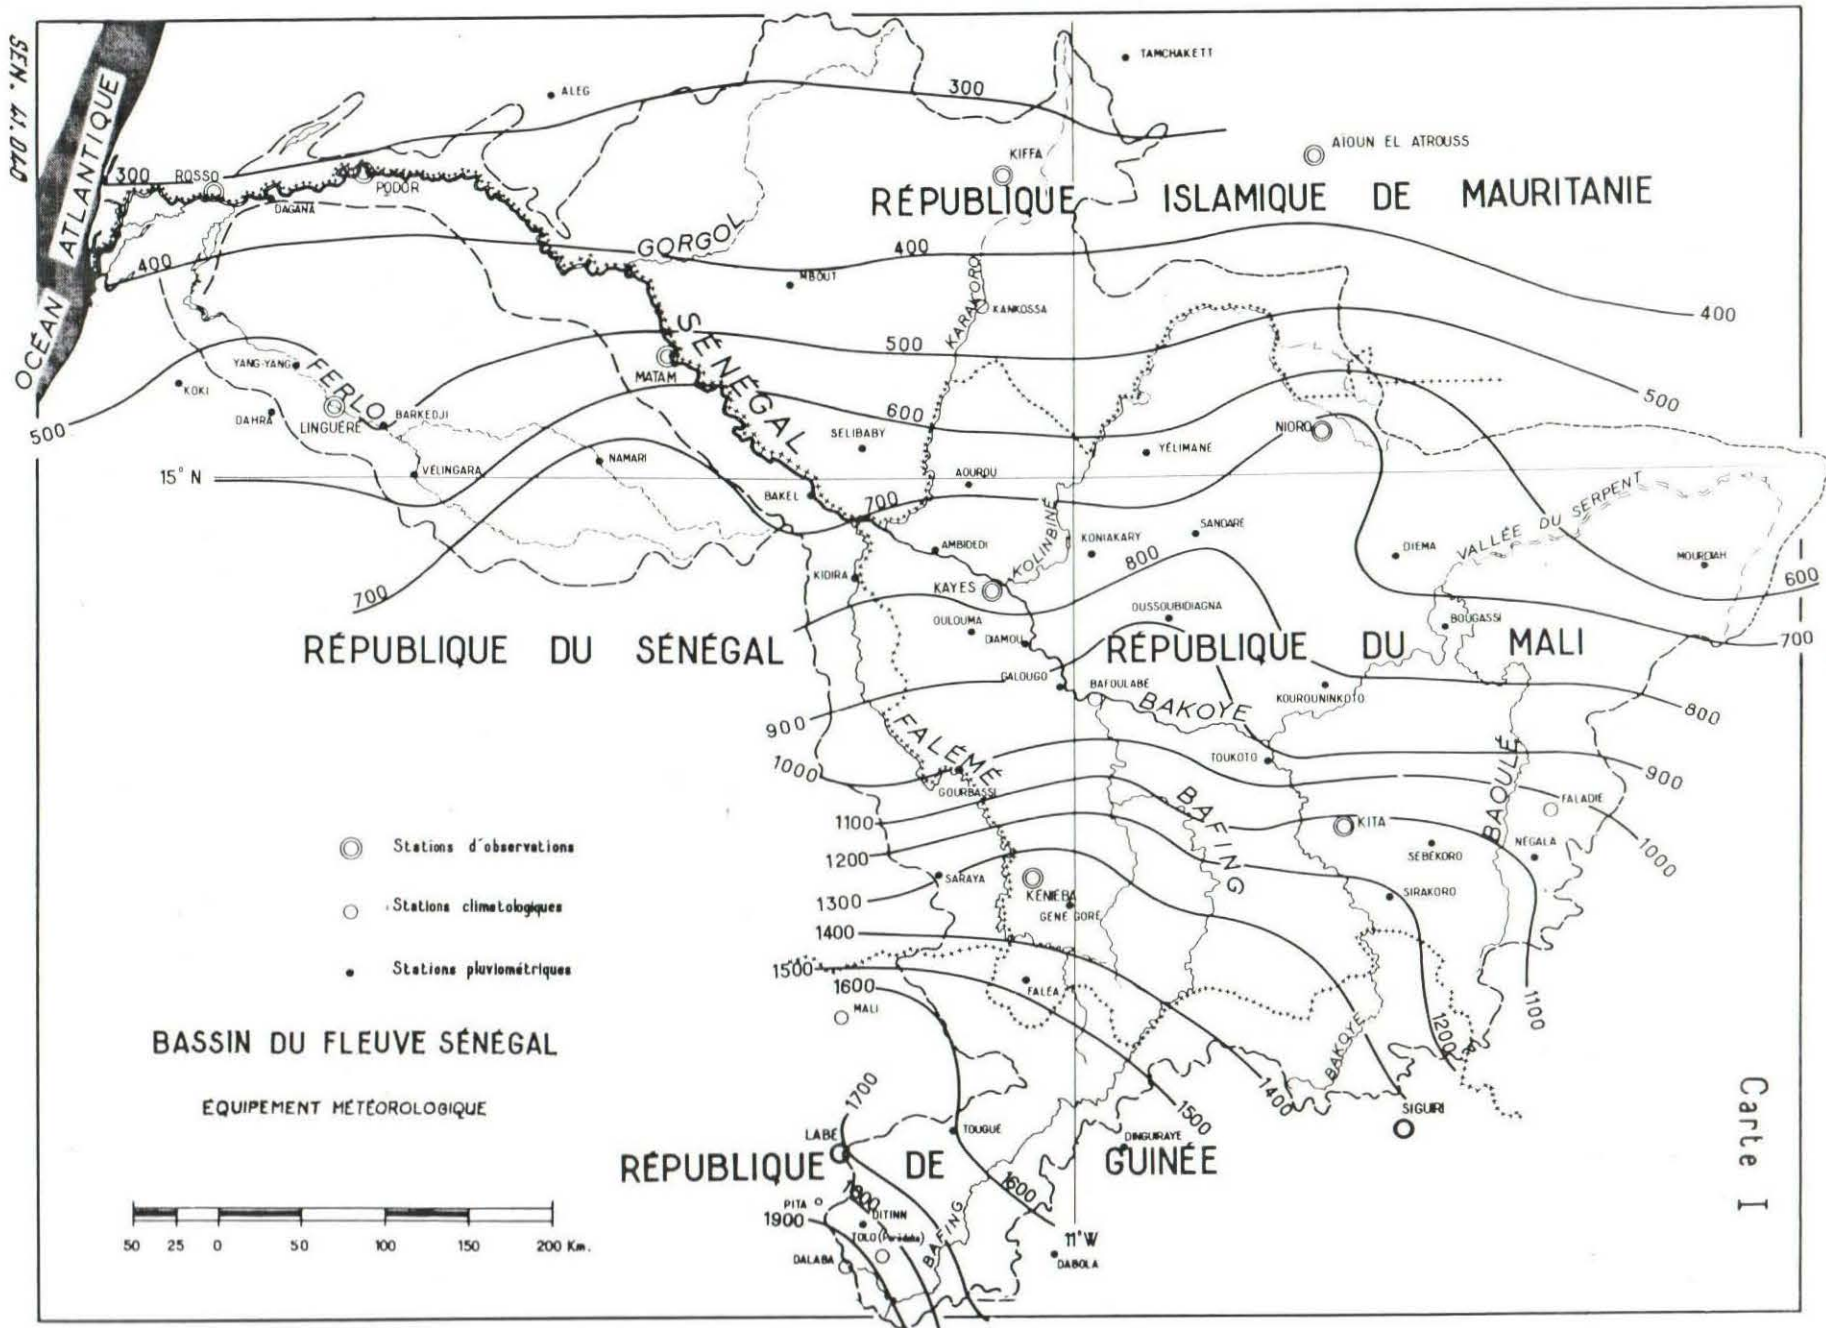 SEN. 61.040
OCÉAN ATLANTIQUE
TAMCHAKETT
ALEG
300
300
KIFFA
AÏOUN EL ATROUSS
ROSSO
PODOR
DAGANA
RÉPUBLIQUE ISLAMIQUE DE MAURITANIE
GORGOL
400
400
400
MBOUT
KARAKORO
KANKOSSA
SÉNÉGAL
500
500
500
YANG-YANG
FERLO
MATAM
KOKI
DAHRA
LINGUÈRE
BARKEDJI
600
SELIBABY
YÉLIMANE
NIORO
15° N
VÉLINGARA
NAMARI
BAKEL
700
AOUROU
VALLÉE DU SERPENT
AMBIDEDI
KOLINBINÉ
KONIAKARY
SANDARÉ
DIEMA
MOURDIAH
KIDIRA
KAYES
800
600
700
OUSSOUBIDIAGNA
OULOUMA
DIAMOU
BOUGASSI
700
RÉPUBLIQUE DU SÉNÉGAL
RÉPUBLIQUE DU MALI
GALOUGO
BAFOULABÉ
KOUROUNINKOTO
BAKOYE
800
900
FALÉMÉ
TOUKOTO
BAOULÉ
900
1000
GOURBASSI
BAFING
FALADIÉ
1100
KITA
1000
1200
SÉBÉKORO
NÉGALA
Stations d'observations
SARAYA
KÉNIÉBA
SIRAKORO
1300
GÉNÉ GORÉ
Stations climatologiques
1400
1500
Stations pluviométriques
1600
FALÉA
1100
MALI
1200
BAKOYE
BASSIN DU FLEUVE SÉNÉGAL
1700
1400
1500
SIGUIRI
ÉQUIPEMENT MÉTÉOROLOGIQUE
LABÉ
TOUGUÉ
DINGUIRAYE
RÉPUBLIQUE DE GUINÉE
1600
PITA
1800
1900
DITINN
BAFING
11° W
DALABA
DABOLA
50 25 0 50 100 150 200 Km.
Carte I